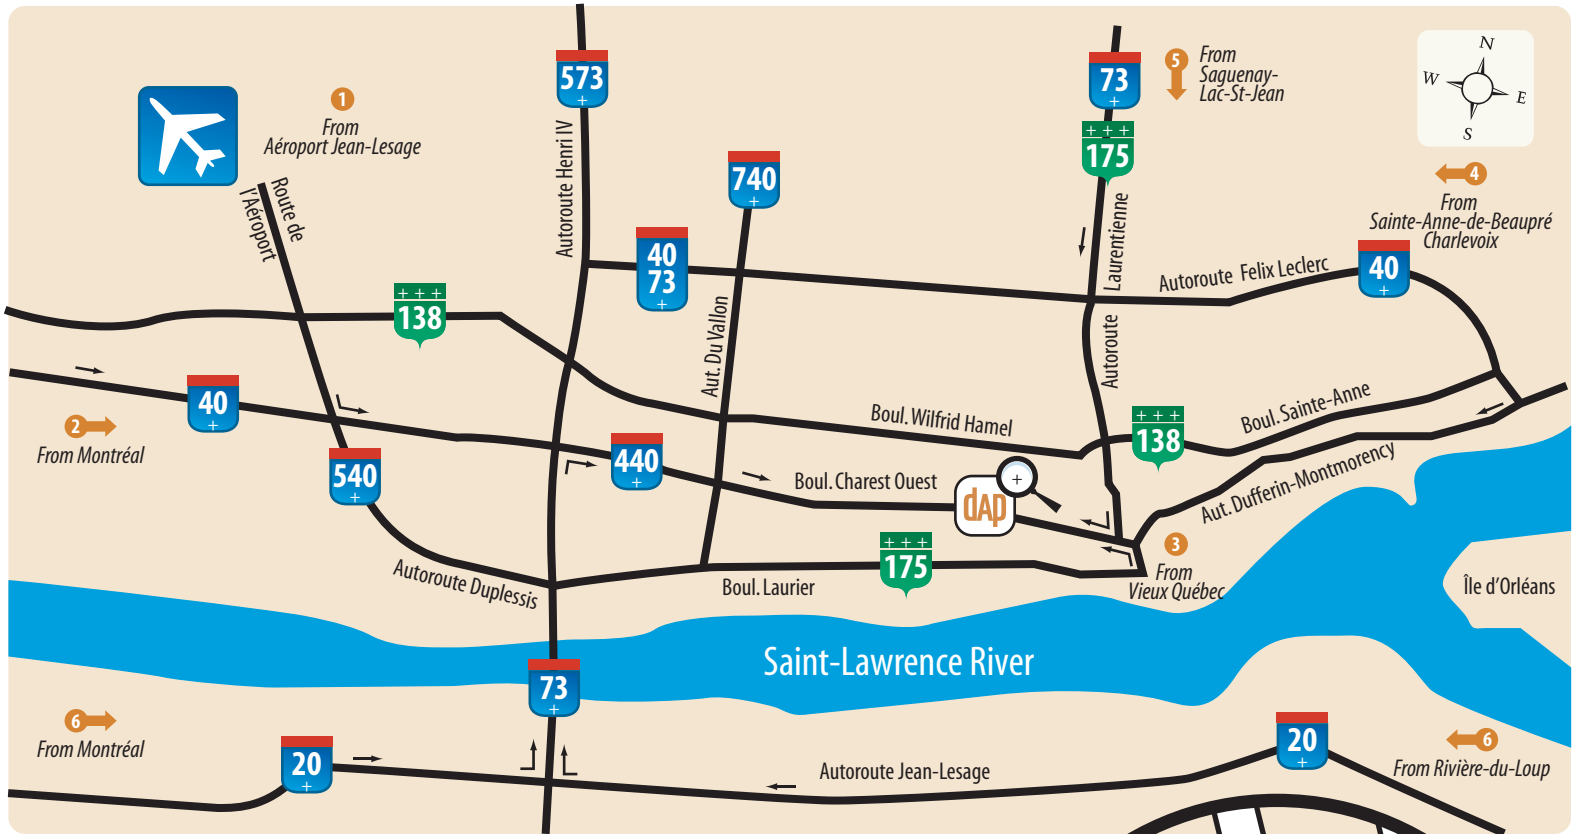 573
73
5
From
Saguenay-
Lac-St-Jean
N
W
E
S
1
From
Aéroport Jean-Lesage
Autoroute Henri IV
175
740
4
From
Sainte-Anne-de-Beaupré
Charlevoix
Route de
l'Aéroport
Laurentienne
Autoroute
40
73
Autoroute Felix Leclerc
40
138
Aut. Du Vallon
40
2
From Montréal
Boul. Wilfrid Hamel
138
Boul. Sainte-Anne
540
440
Boul. Charest Ouest
dAp
Aut. Dufferin-Montmorency
3
From
Vieux Québec
175
Autoroute Duplessis
Boul. Laurier
Île d'Orléans
Saint-Lawrence River
73
6
From Montréal
20
Autoroute Jean-Lesage
20
6
From Rivière-du-Loup